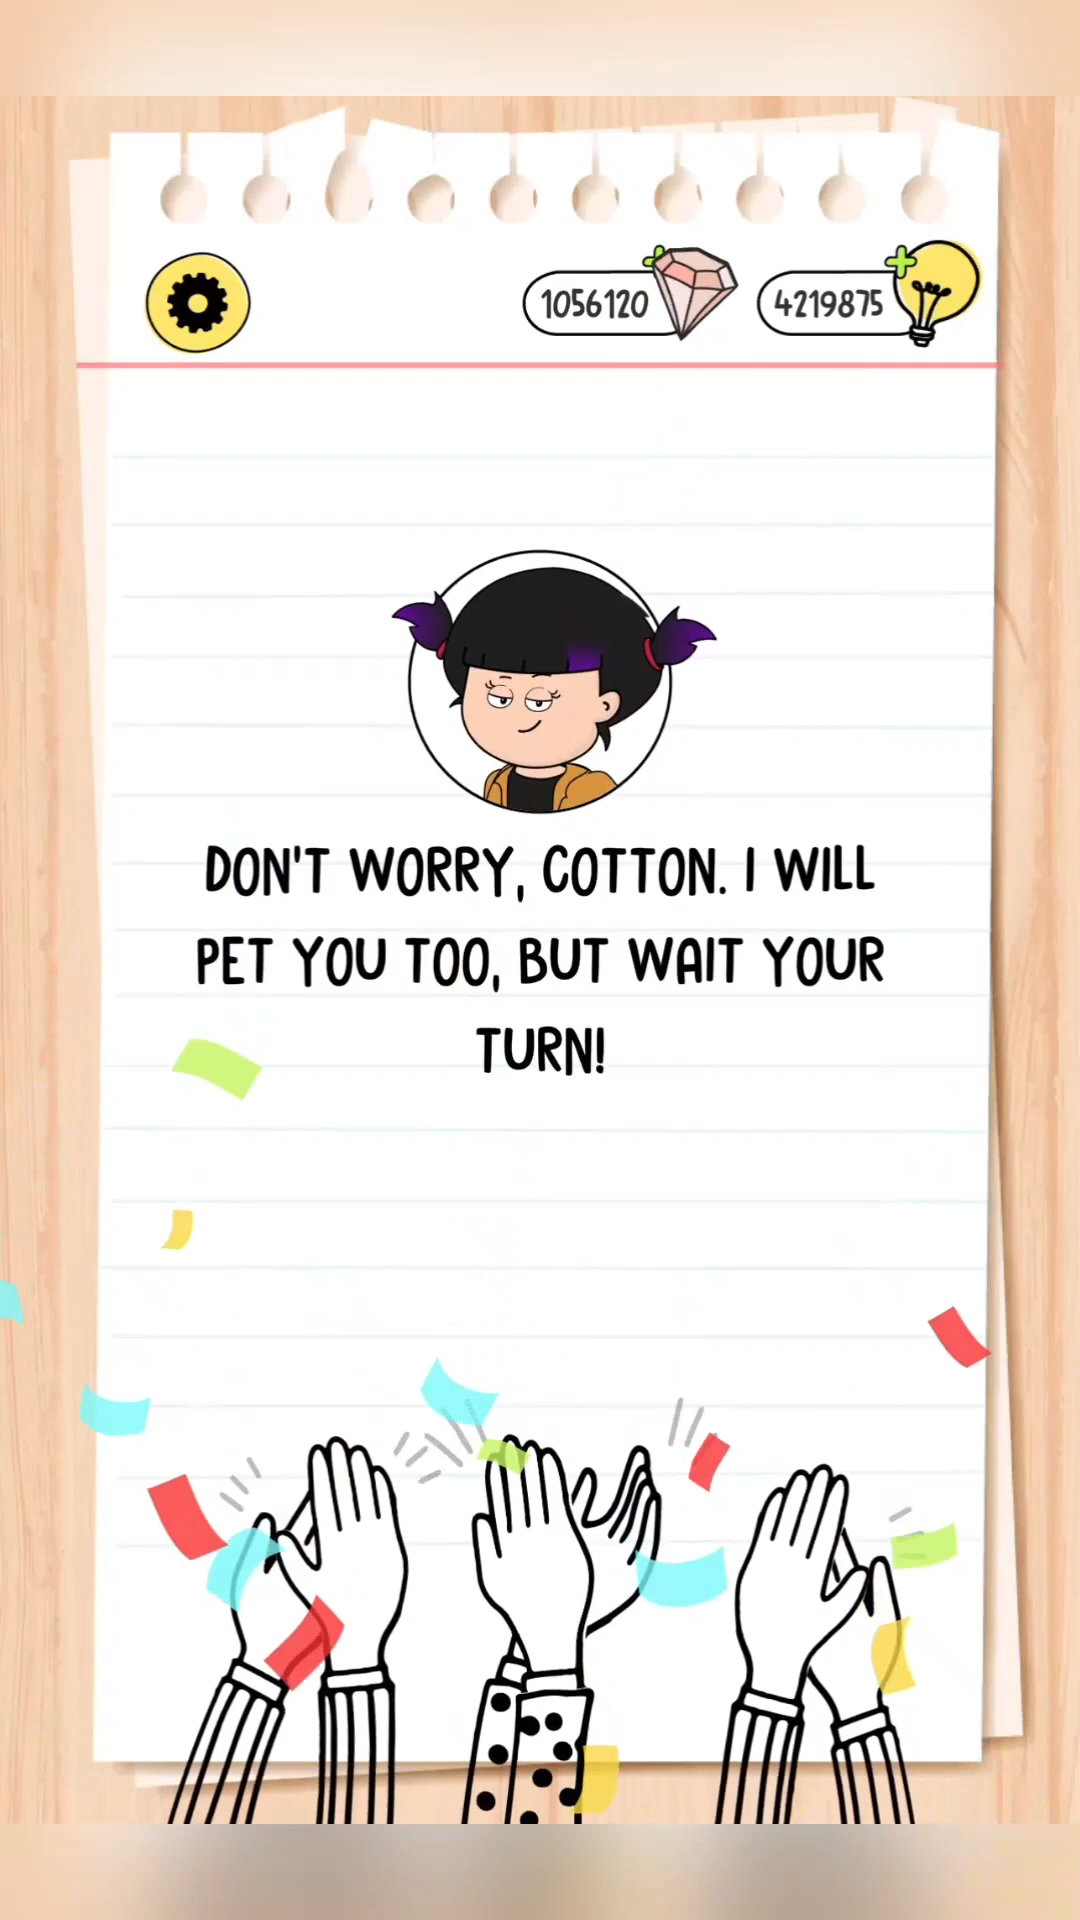 1056120
4219875
DON'T WORRY, COTTON. I WILL
PET YOU TOO, BUT WAIT YOUR
TURN!